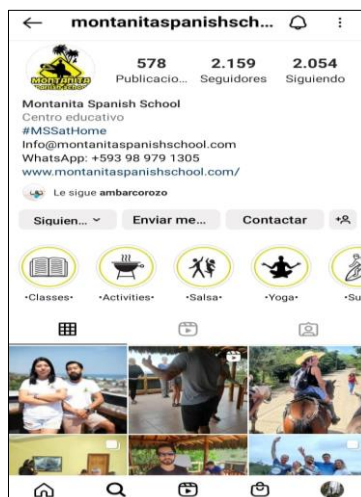 montanitaspanishsch...
MONTANITA
578 2.159 2.054
Publicacio... Seguidores Siguiendo
Montanita Spanish School
Centro educativo
#MSSatHome
Info@montanitaspanishschool.com
WhatsApp: +593 98 979 1305
www.montanitaspanishschool.com/
Le sigue ambarcorozo
Siguien... Enviar me... Contactar
•Classes• •Activities• •Salsa• •Yoga• •Su